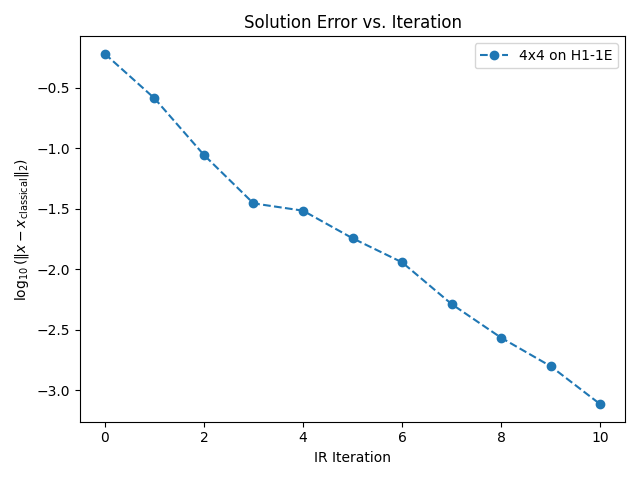 Solution Error vs. Iteration
4x4 on H1-1E
log₁₀(‖x − x_classical‖₂)
−0.5
−1.0
−1.5
−2.0
−2.5
−3.0
0 2 4 6 8 10
IR Iteration